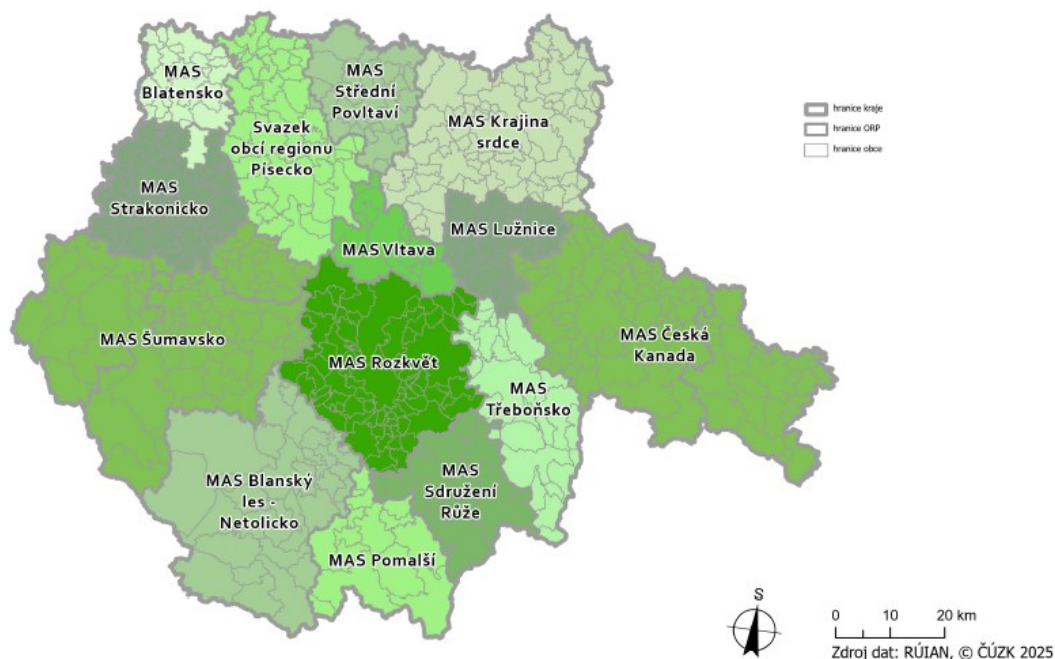 MAS
Blatensko
MAS
Střední
Povltaví
Svazek
obcí regionu
Písecko
MAS Krajina
srdce
hranice kraje
hranice ORP
hranice obce
MAS
Strakonicko
MAS Lužnice
MAS Vltava
MAS Šumavsko
MAS Rozkvět
MAS Česká
Kanada
MAS
Třeboňsko
MAS Blanský
les -
Netolicko
MAS
Sdružení
Růže
MAS Pomalší
S
0 10 20 km
Zdroj dat: RÚIAN, © ČÚZK 2025